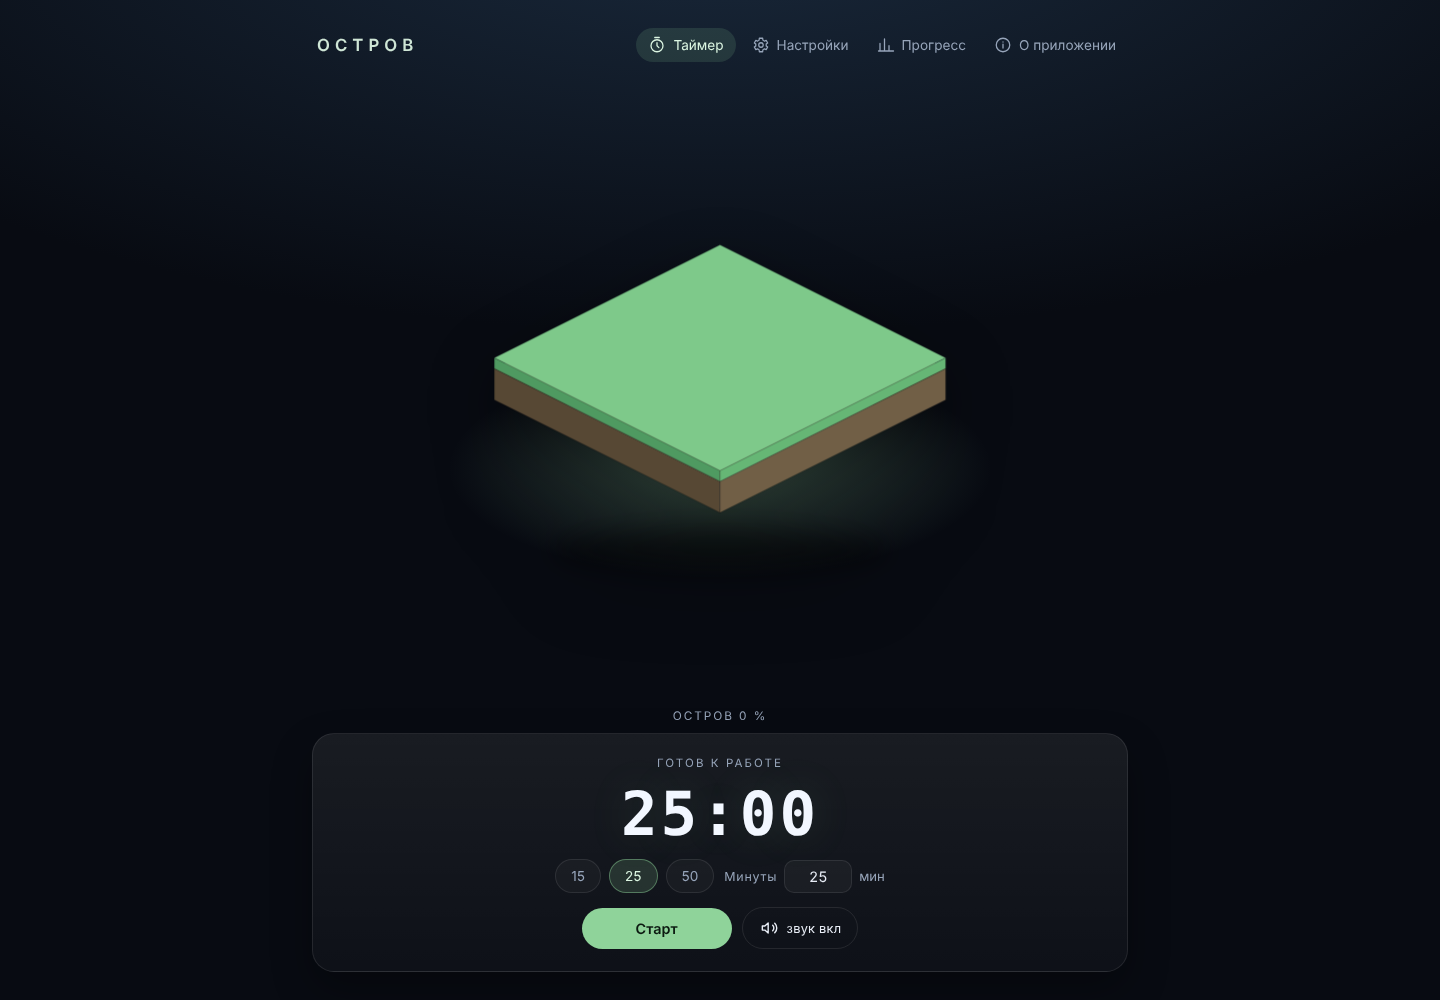 ОСТРОВ
Таймер Настройки Прогресс О приложении
ОСТРОВ 0 %
ГОТОВ К РАБОТЕ
25:00
15 25 50 Минуты 25 мин
Старт звук вкл